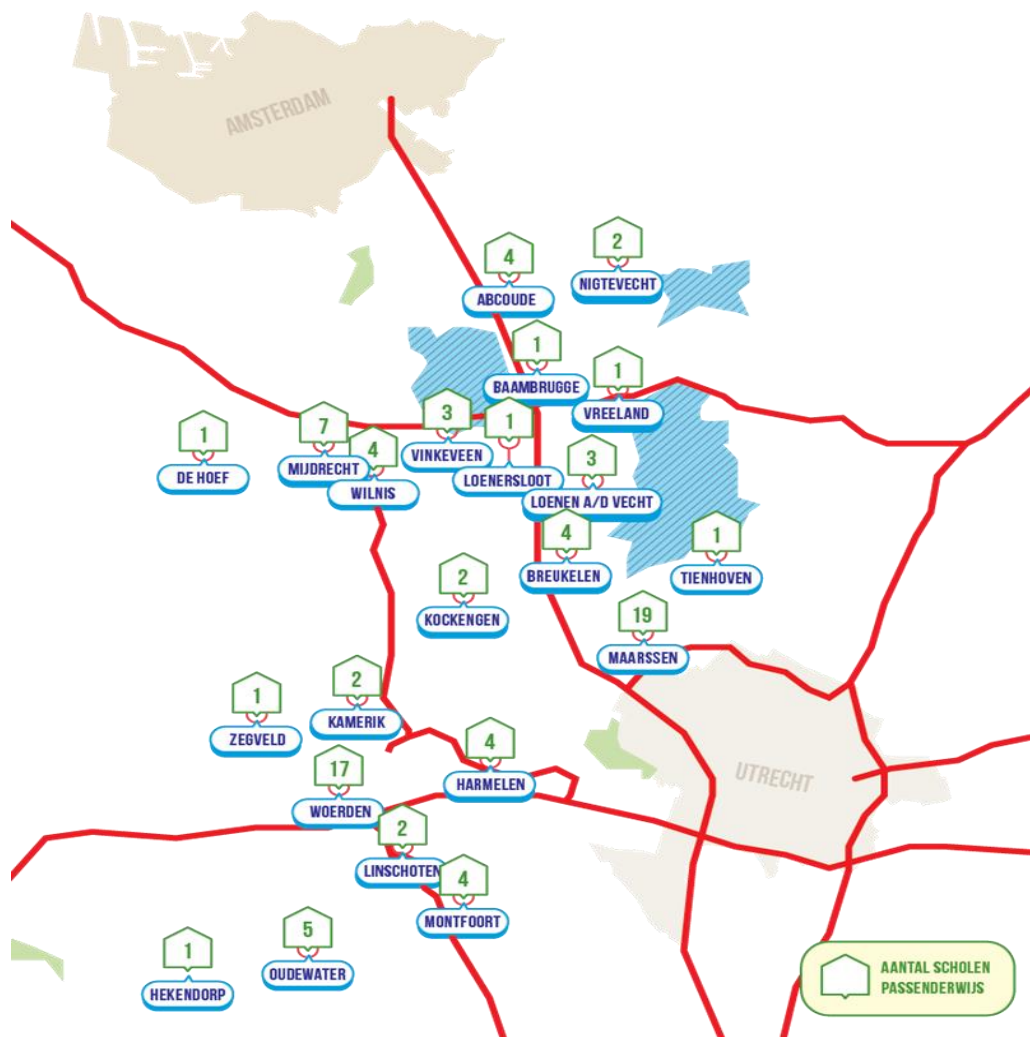 AMSTERDAM
2
NIGTEVECHT
4
ABCOUDE
1
BAAMBRUGGE
1
VREELAND
3
VINKEVEEN
1
LOENERSLOOT
7
MIJDRECHT
1
DE HOEF
4
WILNIS
3
LOENEN A/D VECHT
4
BREUKELEN
1
TIENHOVEN
2
KOCKENGEN
19
MAARSSEN
2
KAMERIK
1
ZEGVELD
4
HARMELEN
UTRECHT
17
WOERDEN
2
LINSCHOTEN
4
MONTFOORT
5
OUDEWATER
1
HEKENDORP
AANTAL SCHOLEN
PASSENDERWIJS